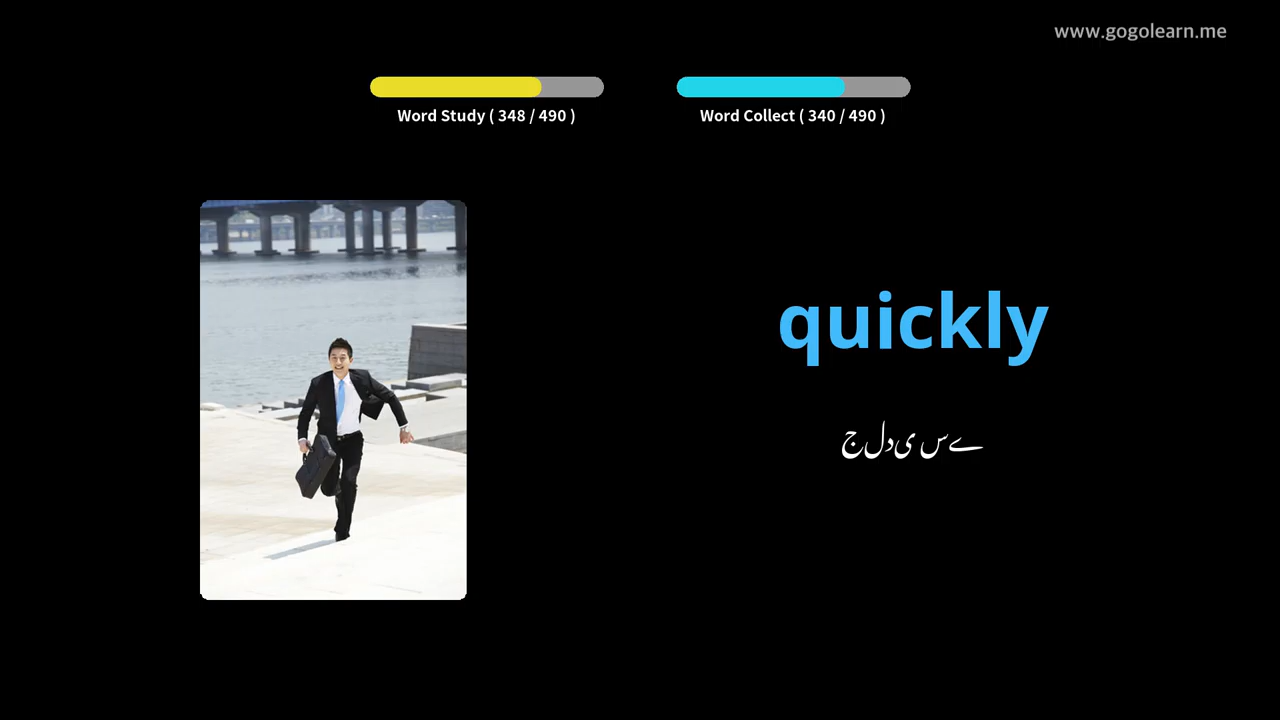 www.gogolearn.me
Word Study ( 348 / 490 )
Word Collect ( 340 / 490 )
quickly
جلدی سے